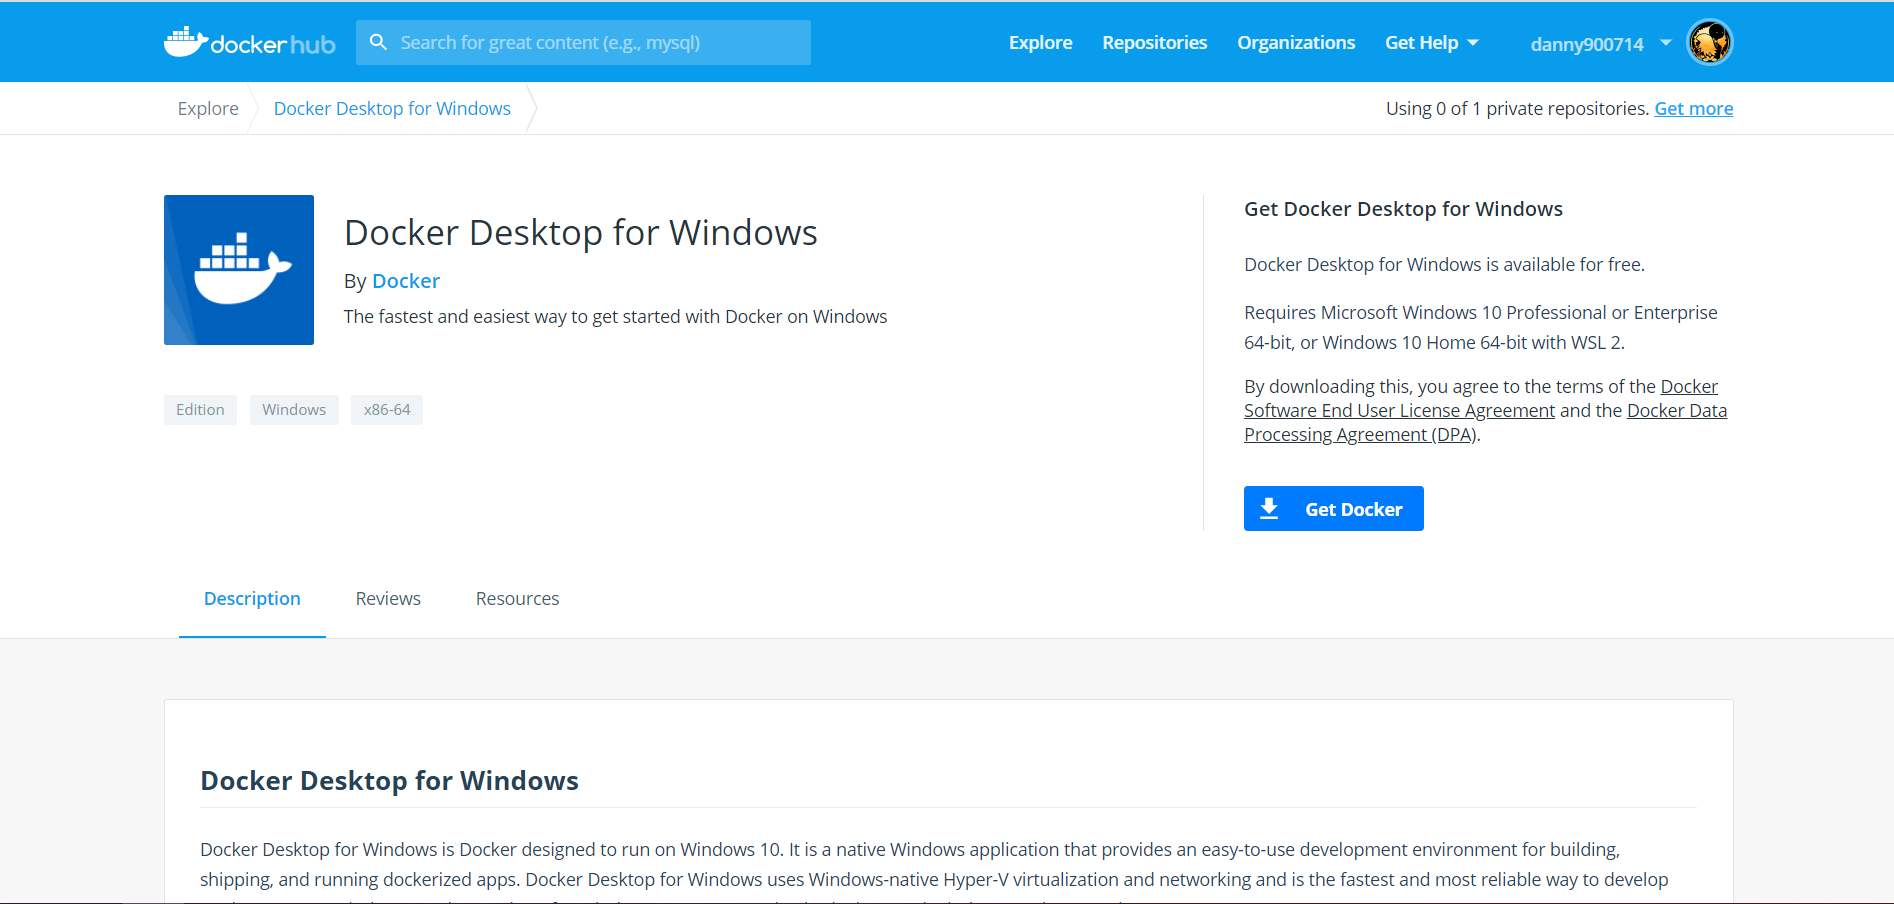 docker hub
Search for great content (e.g., mysql)
Explore
Repositories
Organizations
Get Help
danny900714
Explore
Docker Desktop for Windows
Using 0 of 1 private repositories. Get more
Docker Desktop for Windows
By Docker
The fastest and easiest way to get started with Docker on Windows
Edition
Windows
x86-64
Get Docker Desktop for Windows
Docker Desktop for Windows is available for free.
Requires Microsoft Windows 10 Professional or Enterprise
64-bit, or Windows 10 Home 64-bit with WSL 2.
By downloading this, you agree to the terms of the Docker
Software End User License Agreement and the Docker Data
Processing Agreement (DPA).
Get Docker
Description
Reviews
Resources
Docker Desktop for Windows
Docker Desktop for Windows is Docker designed to run on Windows 10. It is a native Windows application that provides an easy-to-use development environment for building,
shipping, and running dockerized apps. Docker Desktop for Windows uses Windows-native Hyper-V virtualization and networking and is the fastest and most reliable way to develop